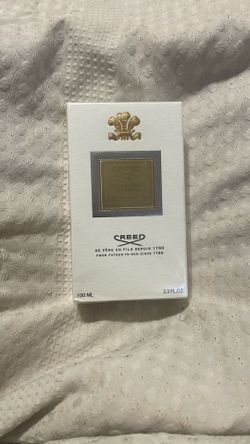 CREED
DE PÈRE EN FILS DEPUIS 1760
FROM FATHER TO SON SINCE 1760
100 ML
3.3 FL.OZ.